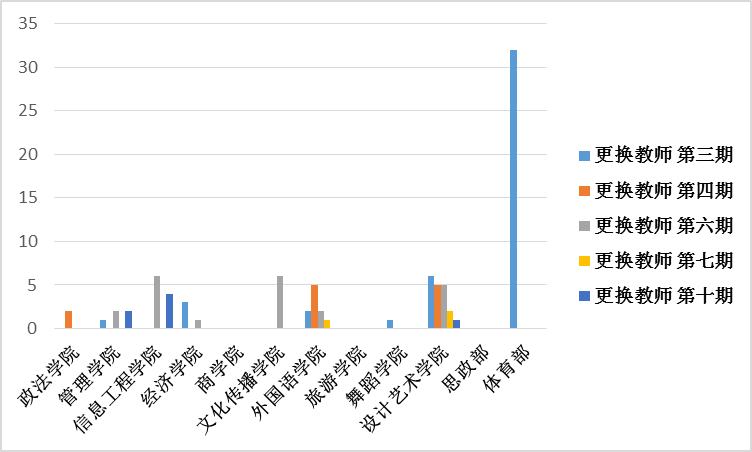 35
30
25
20
15
10
5
0
政法学院
管理学院
信息工程学院
经济学院
商学院
文化传播学院
外国语学院
旅游学院
舞蹈学院
设计艺术学院
思政部
体育部
更换教师 第三期
更换教师 第四期
更换教师 第六期
更换教师 第七期
更换教师 第十期